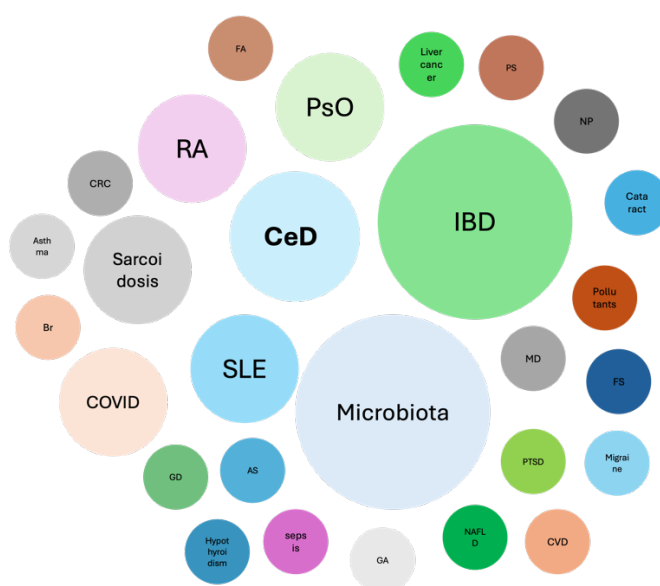 FA
Liver
canc
er
PS
PsO
NP
RA
CRC
Cata
ract
IBD
CeD
Asth
ma
Sarcoi
dosis
Pollu
tants
Br
MD
SLE
FS
COVID
Microbiota
PTSD
Migrai
ne
GD
AS
Hypot
hyroi
dism
seps
is
GA
NAFL
D
CVD